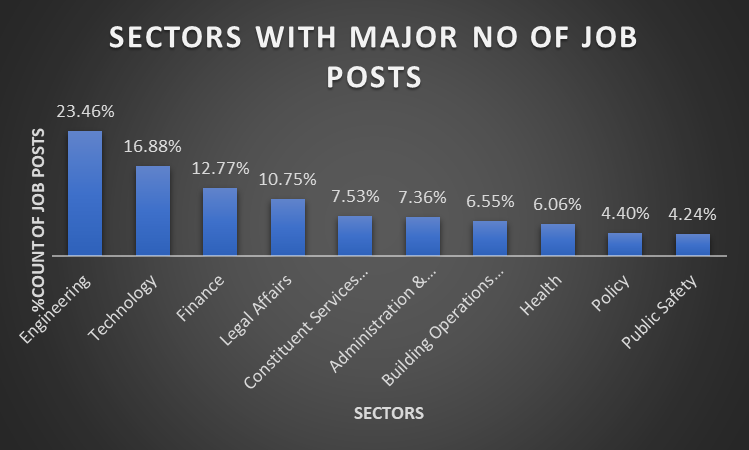 SECTORS WITH MAJOR NO OF JOB
POSTS
%COUNT OF JOB POSTS
23.46%
16.88%
12.77%
10.75%
7.53%
7.36%
6.55%
6.06%
4.40%
4.24%
Engineering
Technology
Finance
Legal Affairs
Constituent Services...
Administration &...
Building Operations...
Health
Policy
Public Safety
SECTORS